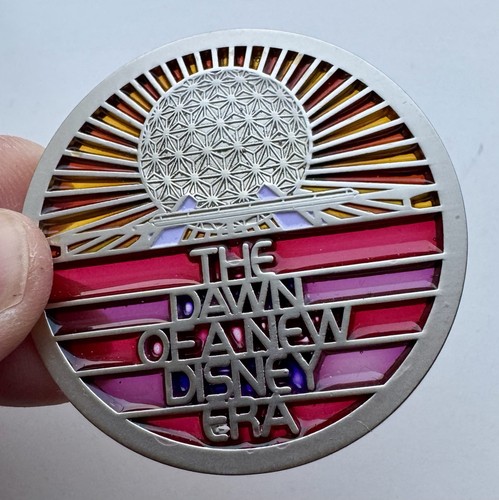 THE
DAWN
OF A NEW
DISNEY
ERA